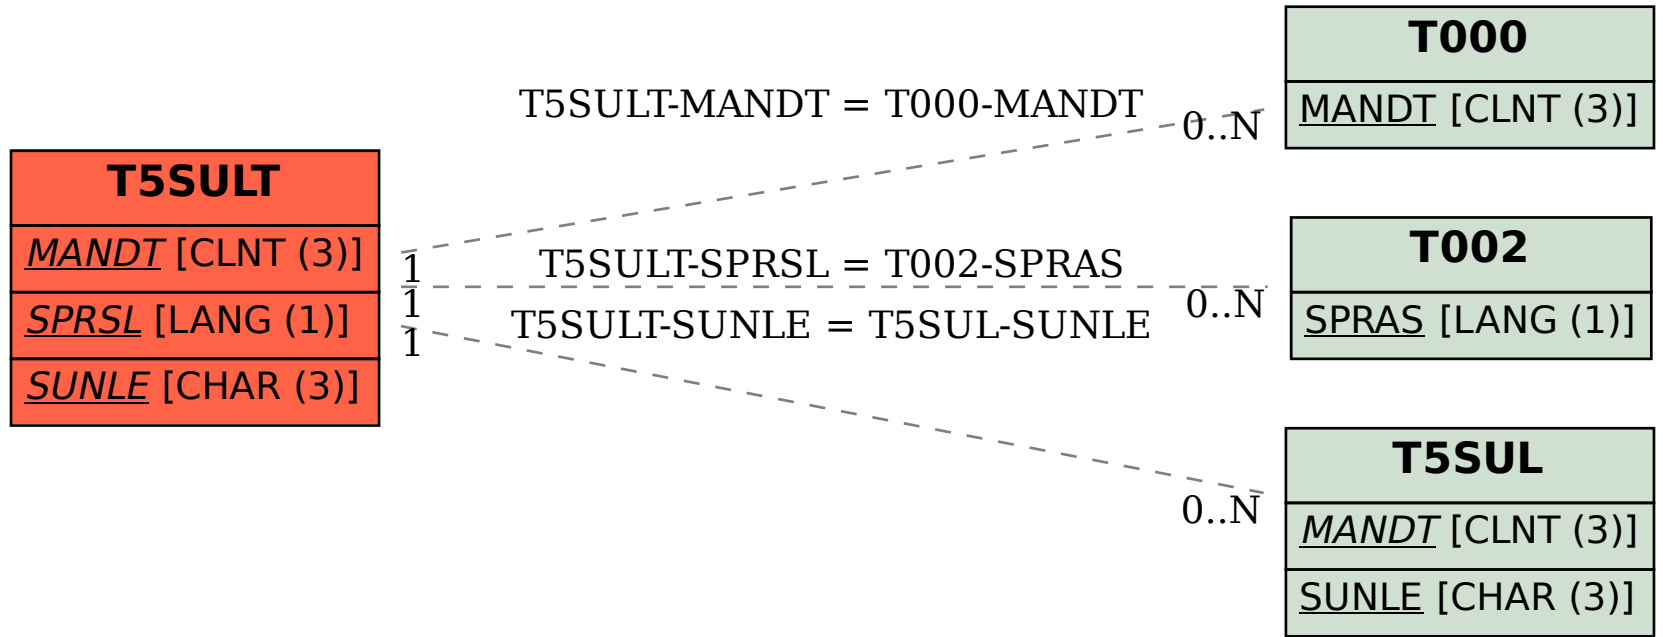 T5SULT
MANDT [CLNT (3)]
SPRSL [LANG (1)]
SUNLE [CHAR (3)]
T5SULT-MANDT = T000-MANDT
1
0..N
T5SULT-SPRSL = T002-SPRAS
1
0..N
T5SULT-SUNLE = T5SUL-SUNLE
1
0..N
T000
MANDT [CLNT (3)]
T002
SPRAS [LANG (1)]
T5SUL
MANDT [CLNT (3)]
SUNLE [CHAR (3)]